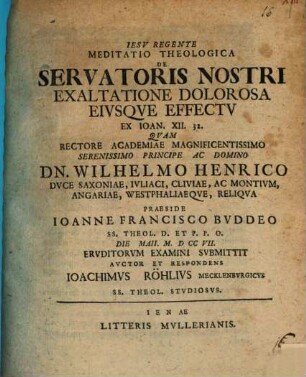 IESV REGENTE
MEDITATIO THEOLOGICA
DE
SERVATORIS NOSTRI
EXALTATIONE DOLOROSA
EIVSQVE EFFECTV
EX IOAN. XII. 32.
QVAM
RECTORE ACADEMIAE MAGNIFICENTISSIMO
SERENISSIMO PRINCIPE AC DOMINO
DN. WILHELMO HENRICO
DVCE SAXONIAE, IVLIACI, CLIVIAE, AC MONTIVM,
ANGARIAE, WESTPHALIAEQVE, RELIQVA
PRAESIDE
IOANNE FRANCISCO BVDDEO
SS. THEOL. D. ET P. P. O.
DIE MAII. M. D CC VII.
ERVDITORVM EXAMINI SVBMITTIT
AVCTOR ET RESPONDENS
IOACHIMVS RÖHLIVS MECKLENBVRGICVS
SS. THEOL. STVDIOSVS.
IENAE
LITTERIS MVLLERIANIS.